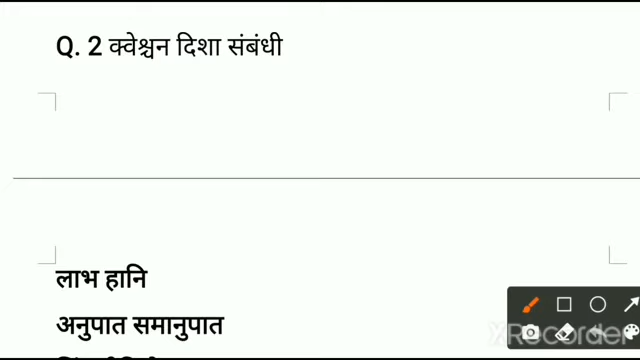 Q. 2 क्वेश्चन दिशा संबंधी
लाभ हानि
अनुपात समानुपात
XRecorder